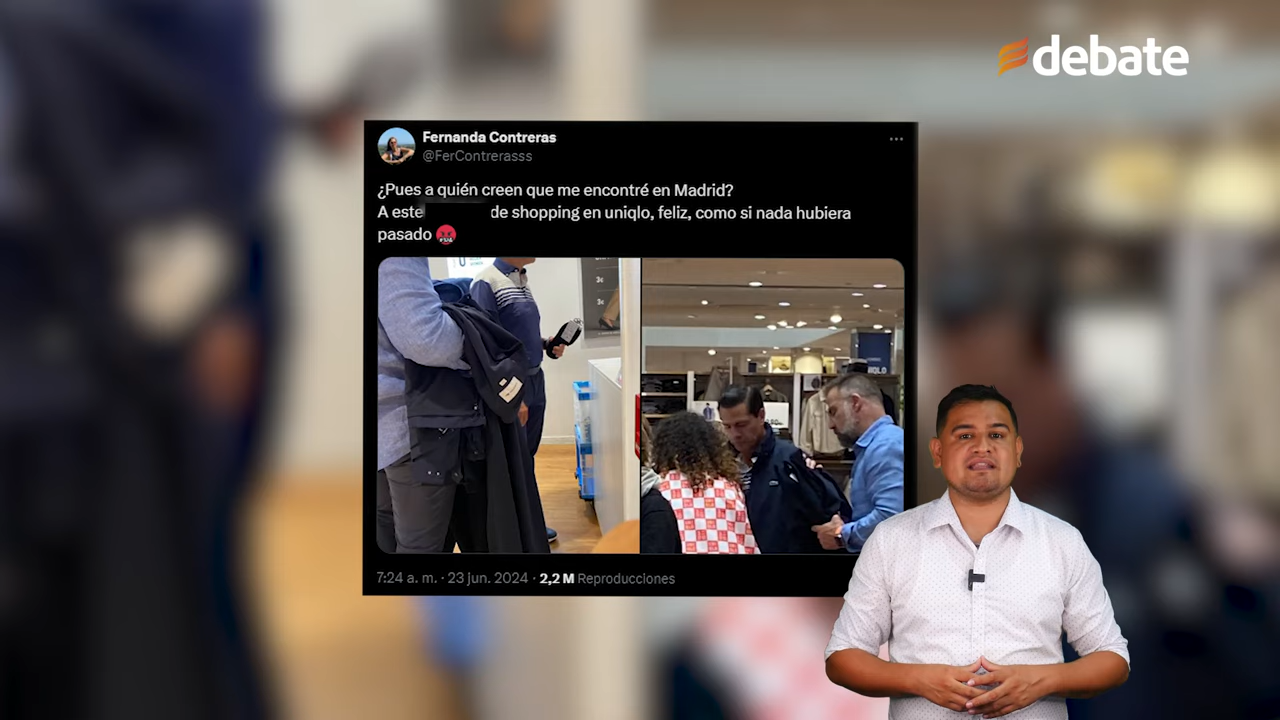 debate
Fernanda Contreras
@FerContrerasss
¿Pues a quién creen que me encontré en Madrid?
A este de shopping en uniqlo, feliz, como si nada hubiera
pasado
7:24 a. m. · 23 jun. 2024 · 2,2 M Reproducciones